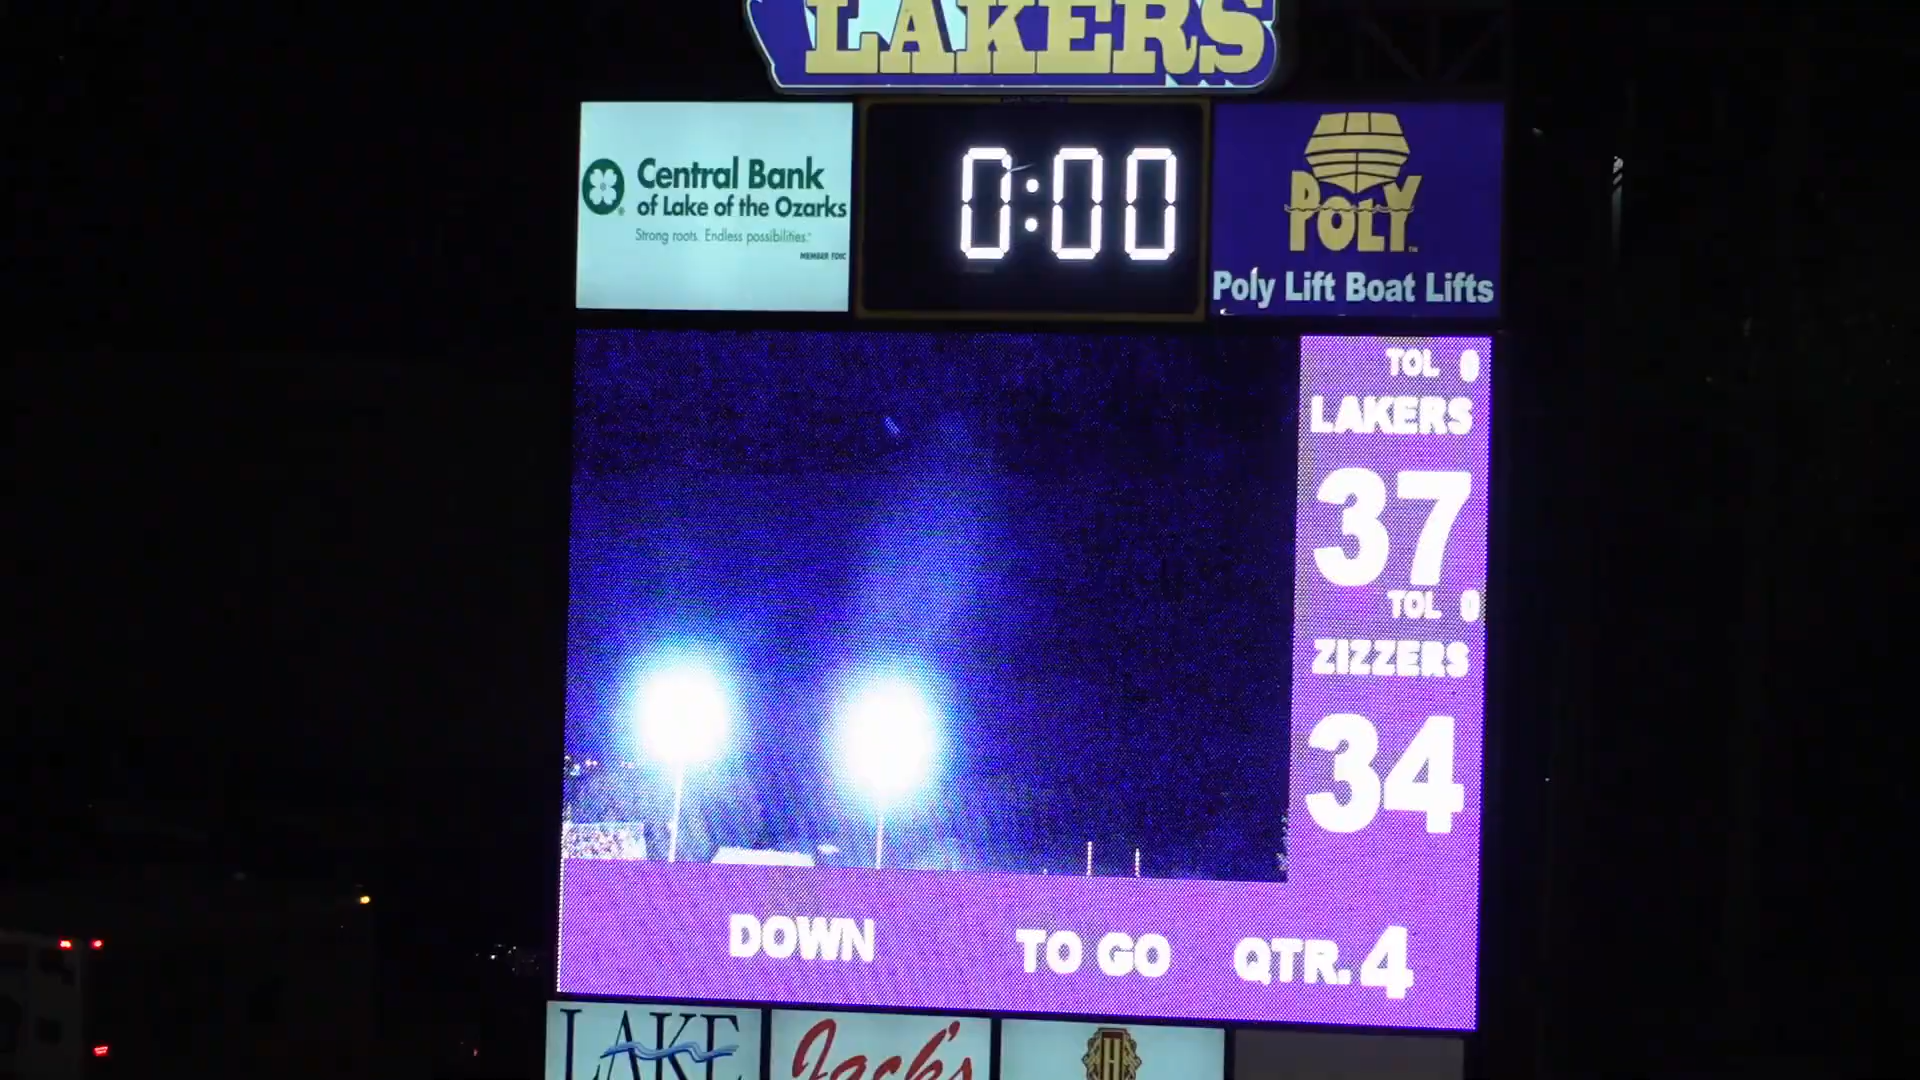 LAKERS
Central Bank
of Lake of the Ozarks
Strong roots. Endless possibilities.
MEMBER FDIC
0:00
POLY
Poly Lift Boat Lifts
TOL 0
LAKERS
37
TOL 0
ZIZZERS
34
DOWN
TO GO
QTR. 4
LAKE
Jack's
H